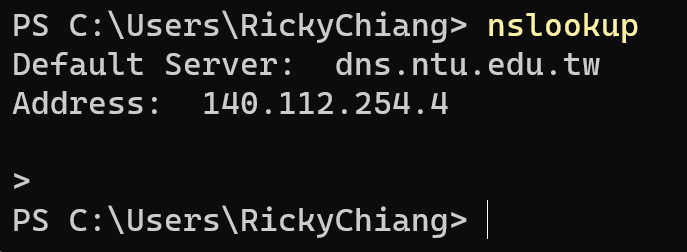 PS C:\Users\RickyChiang> nslookup
Default Server:  dns.ntu.edu.tw
Address:  140.112.254.4
>
PS C:\Users\RickyChiang>